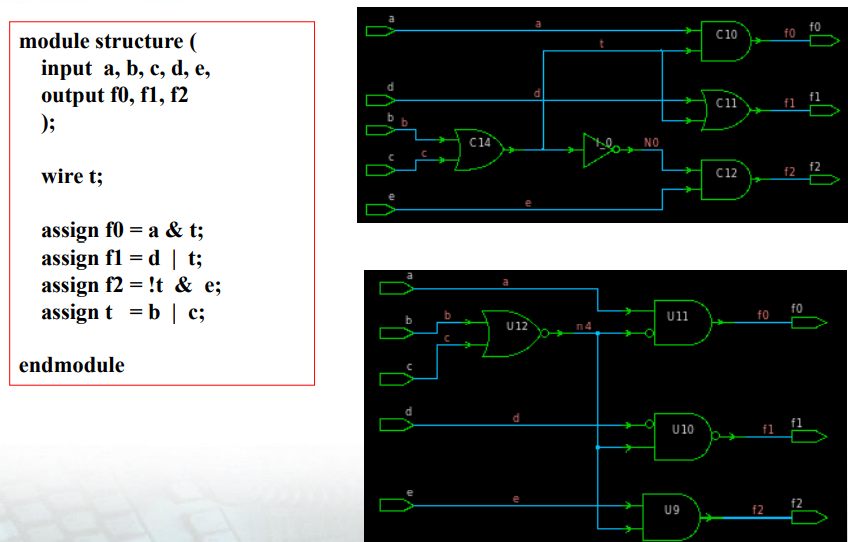 module structure (
input a, b, c, d, e,
output f0, f1, f2
);
wire t;
assign f0 = a & t;
assign f1 = d | t;
assign f2 = !t & e;
assign t = b | c;
endmodule
a
a
C10
f0
f0
t
d
d
C11
f1
f1
b
b
C14
I_0
N0
c
c
C12
f2
f2
e
e
a
a
b
b
U12
n4
U11
f0
f0
c
c
d
d
U10
f1
f1
e
e
U9
f2
f2